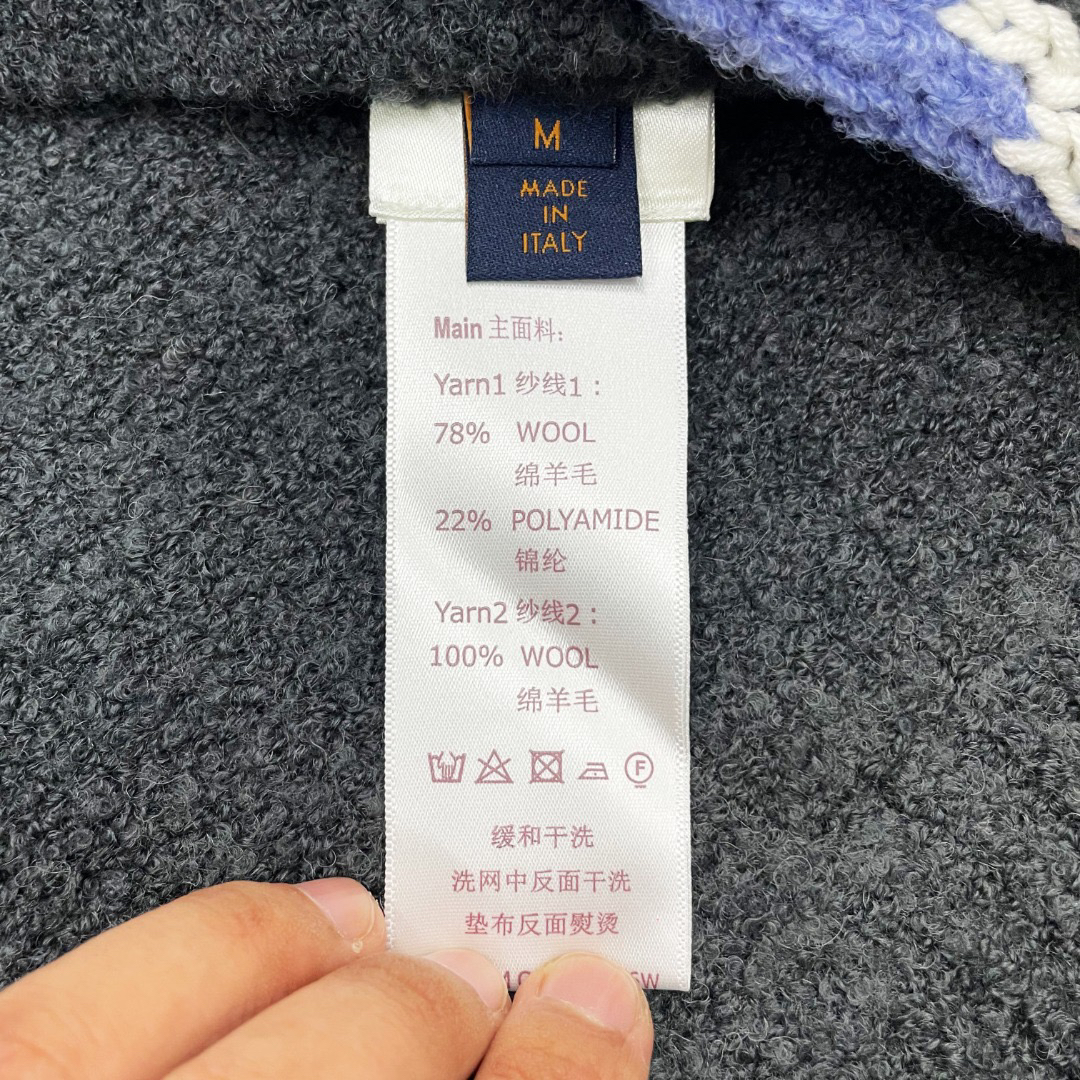 M
MADE
IN
ITALY
Main 主面料:
Yarn1 纱线1 :
78% WOOL
绵羊毛
22% POLYAMIDE
锦纶
Yarn2 纱线2 :
100% WOOL
绵羊毛
F
缓和干洗
洗网中反面干洗
垫布反面熨烫